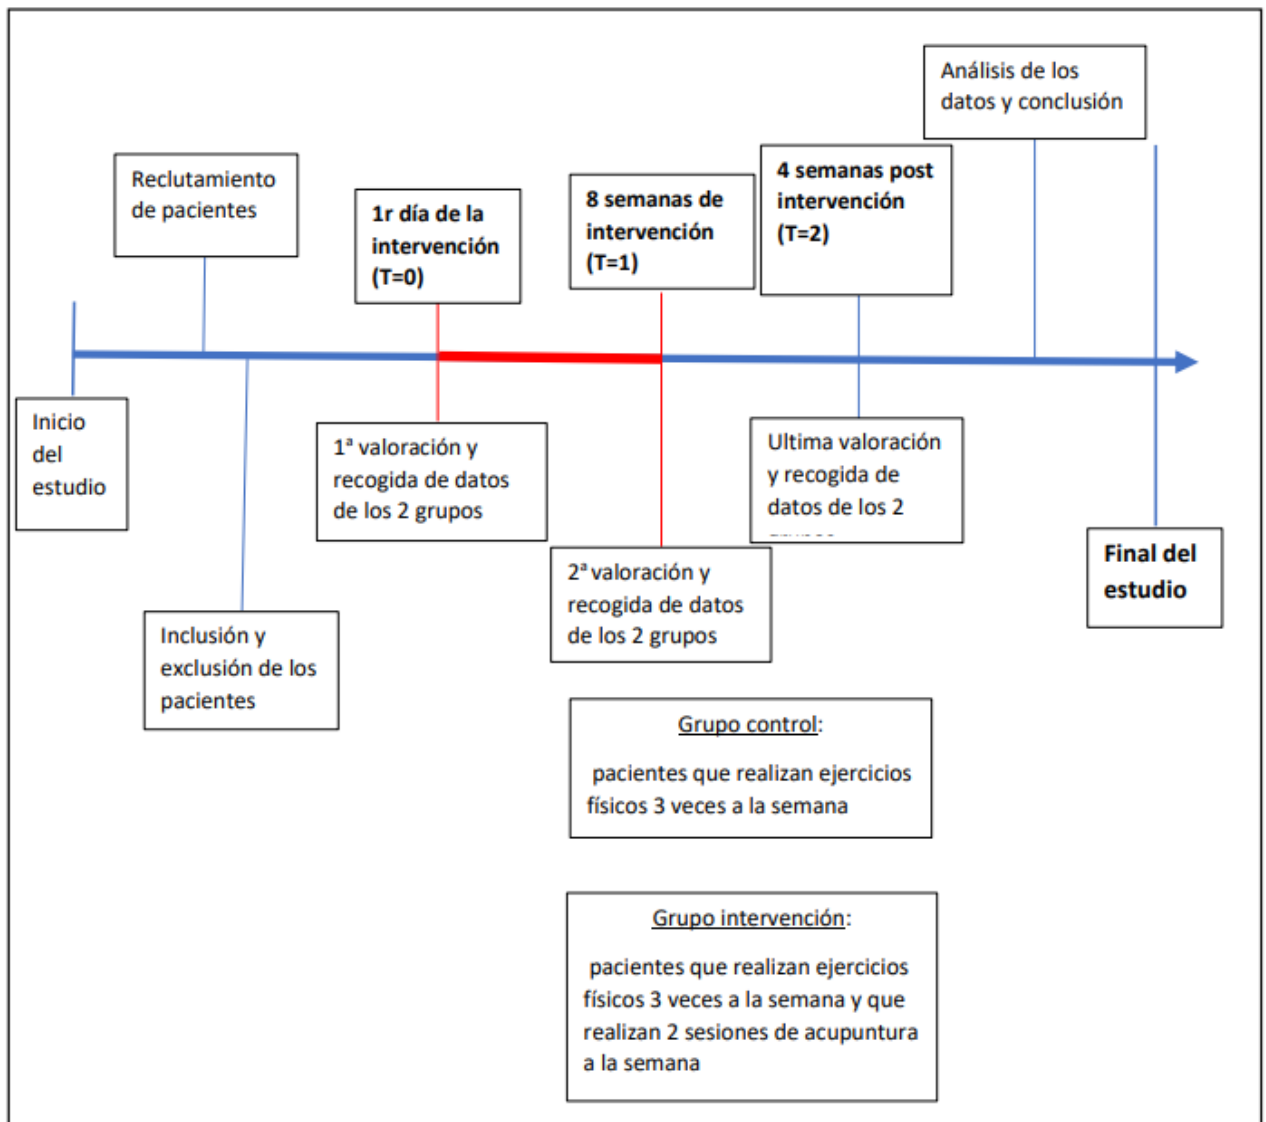 Análisis de los
datos y conclusión
Reclutamiento
de pacientes
1r día de la
intervención
(T=0)
8 semanas de
intervención
(T=1)
4 semanas post
intervención
(T=2)
Inicio
del
estudio
1ª valoración y
recogida de datos
de los 2 grupos
Ultima valoración
y recogida de
datos de los 2
2ª valoración y
recogida de datos
de los 2 grupos
Final del
estudio
Inclusión y
exclusión de los
pacientes
Grupo control:
pacientes que realizan ejercicios
físicos 3 veces a la semana
Grupo intervención:
pacientes que realizan ejercicios
físicos 3 veces a la semana y que
realizan 2 sesiones de acupuntura
a la semana